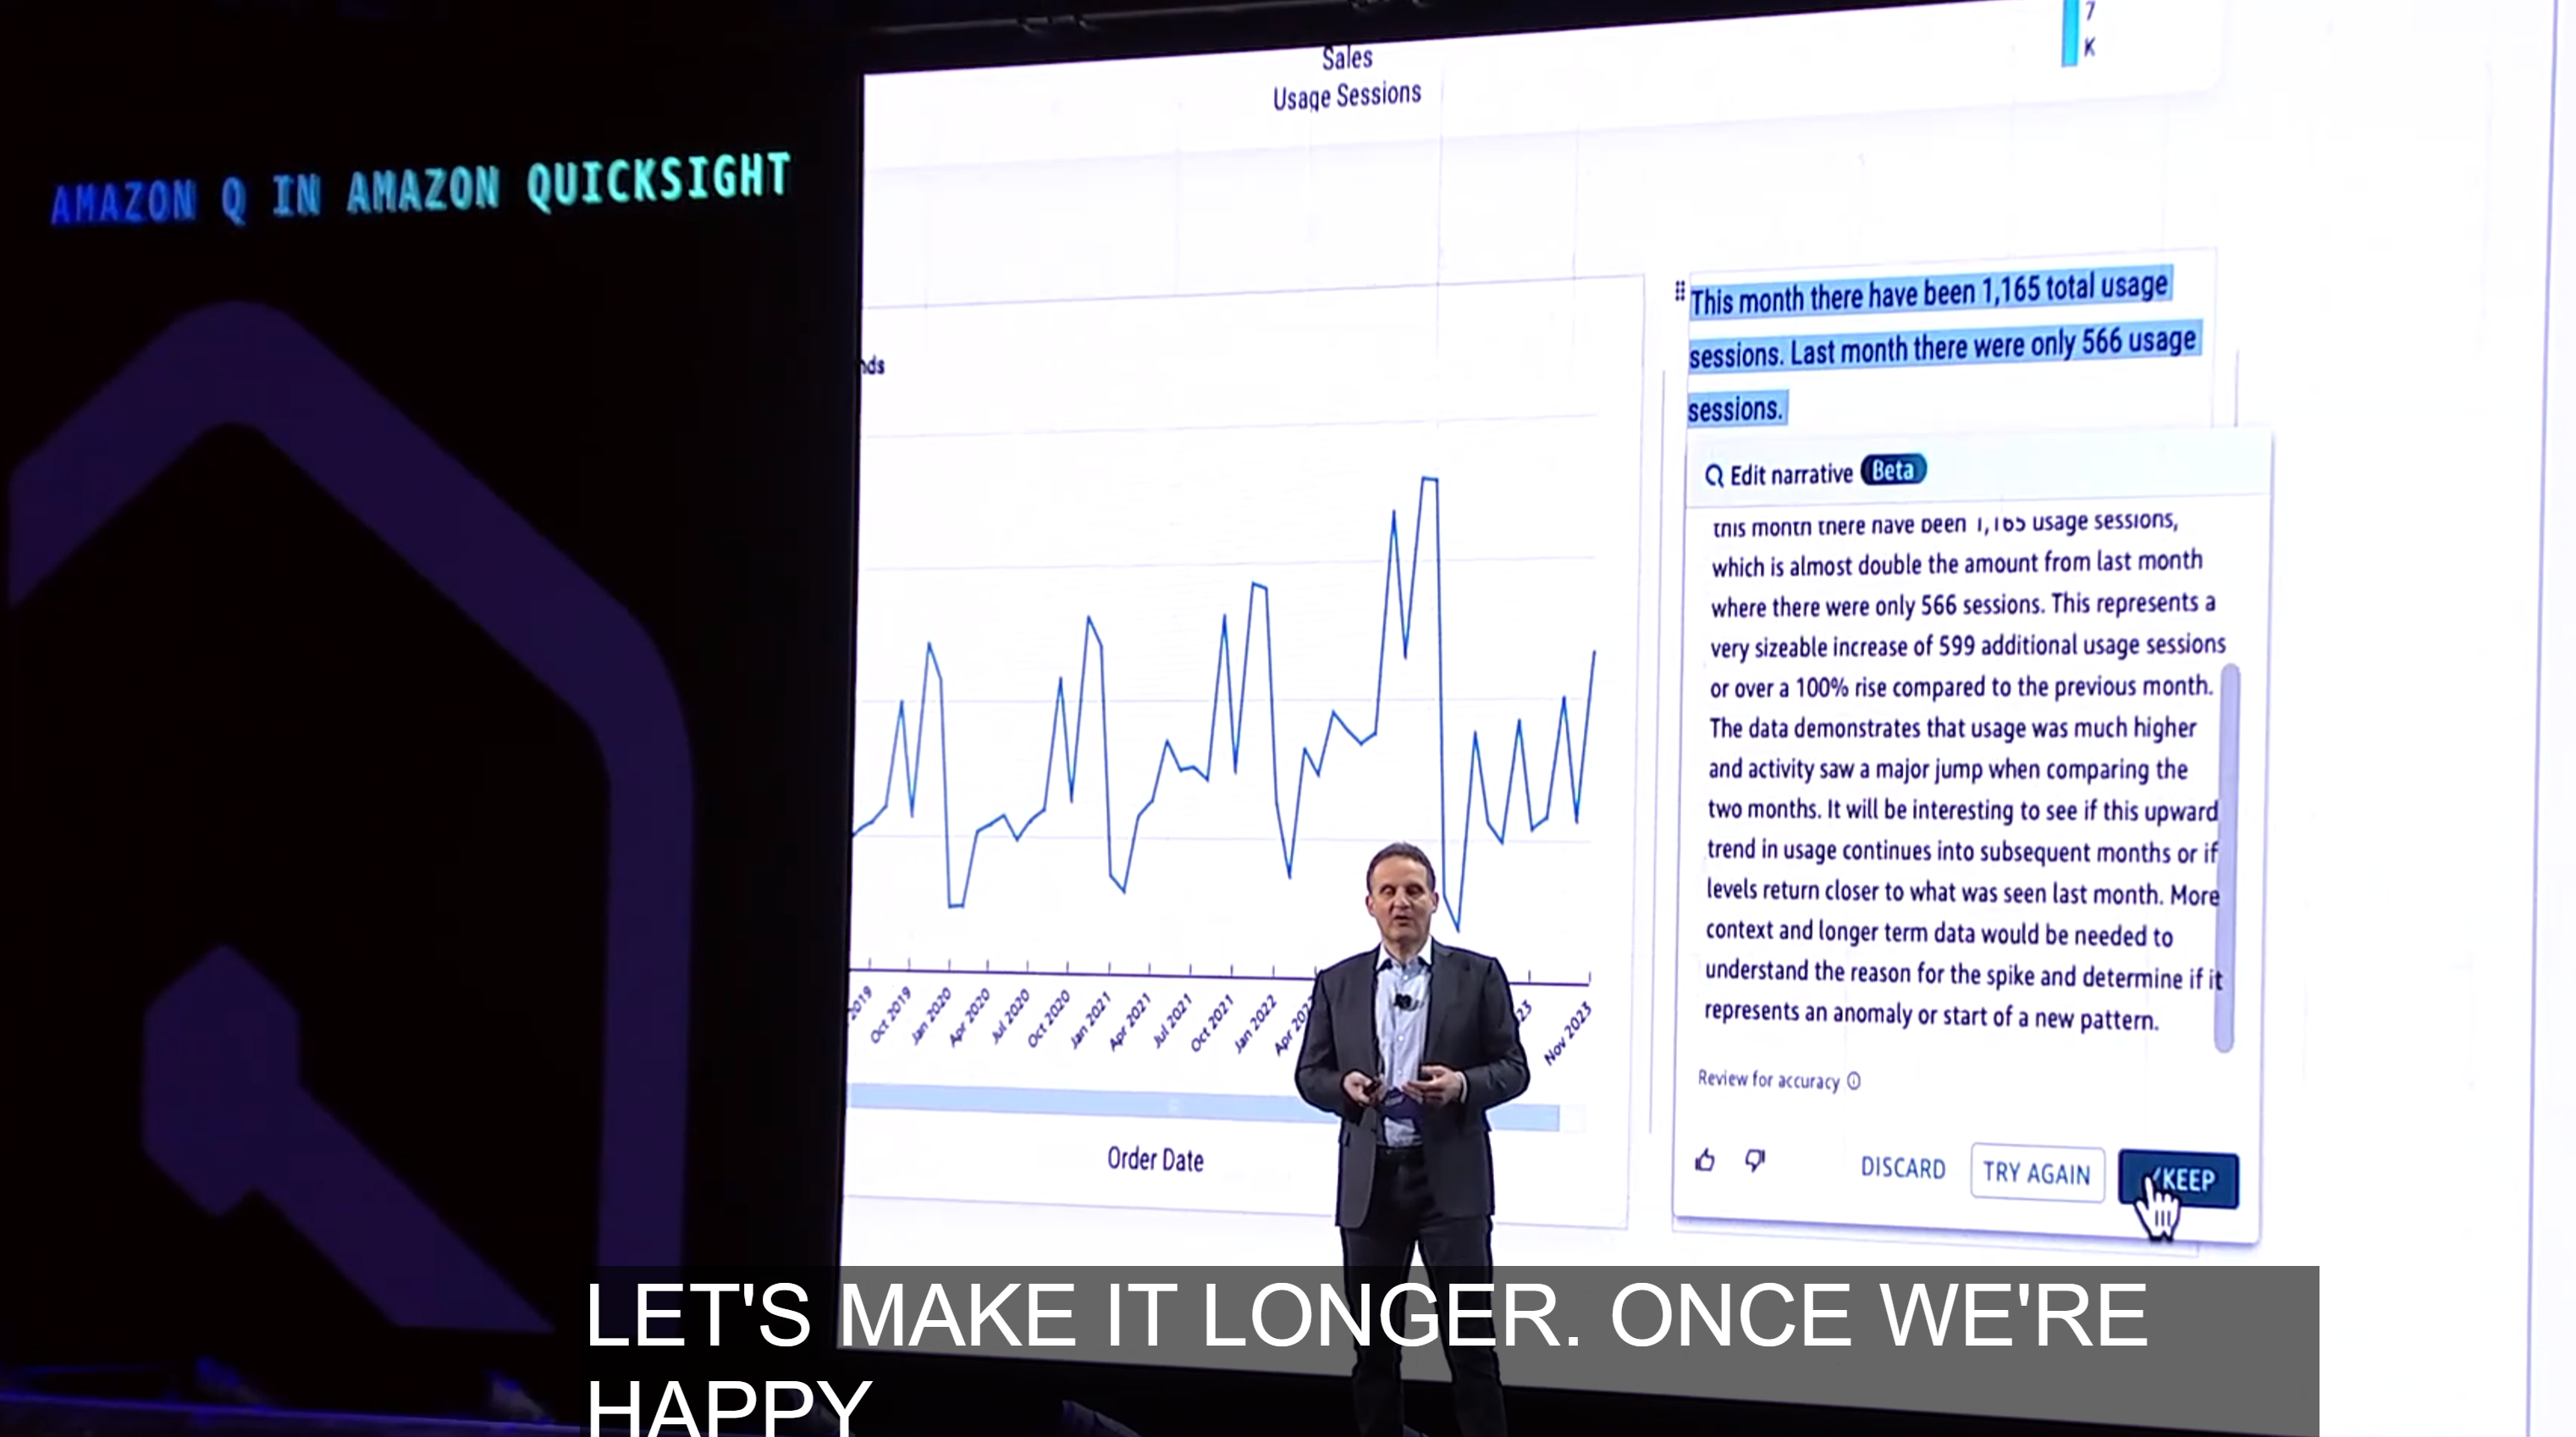 7
K
Sales
Usage Sessions
AMAZON Q IN AMAZON QUICKSIGHT
This month there have been 1,165 total usage
sessions. Last month there were only 566 usage
sessions.
nds
Edit narrative Beta
this month there have been 1,165 usage sessions,
which is almost double the amount from last month
where there were only 566 sessions. This represents a
very sizeable increase of 599 additional usage sessions
or over a 100% rise compared to the previous month.
The data demonstrates that usage was much higher
and activity saw a major jump when comparing the
two months. It will be interesting to see if this upward
trend in usage continues into subsequent months or if
levels return closer to what was seen last month. More
context and longer term data would be needed to
understand the reason for the spike and determine if it
represents an anomaly or start of a new pattern.
2019
Oct 2019
Jan 2020
Apr 2020
Jul 2020
Oct 2020
Jan 2021
Apr 2021
Jul 2021
Oct 2021
Jan 2022
Apr 202
23
Nov 2023
Order Date
Review for accuracy
DISCARD
TRY AGAIN
KEEP
LET'S MAKE IT LONGER. ONCE WE'RE
HAPPY